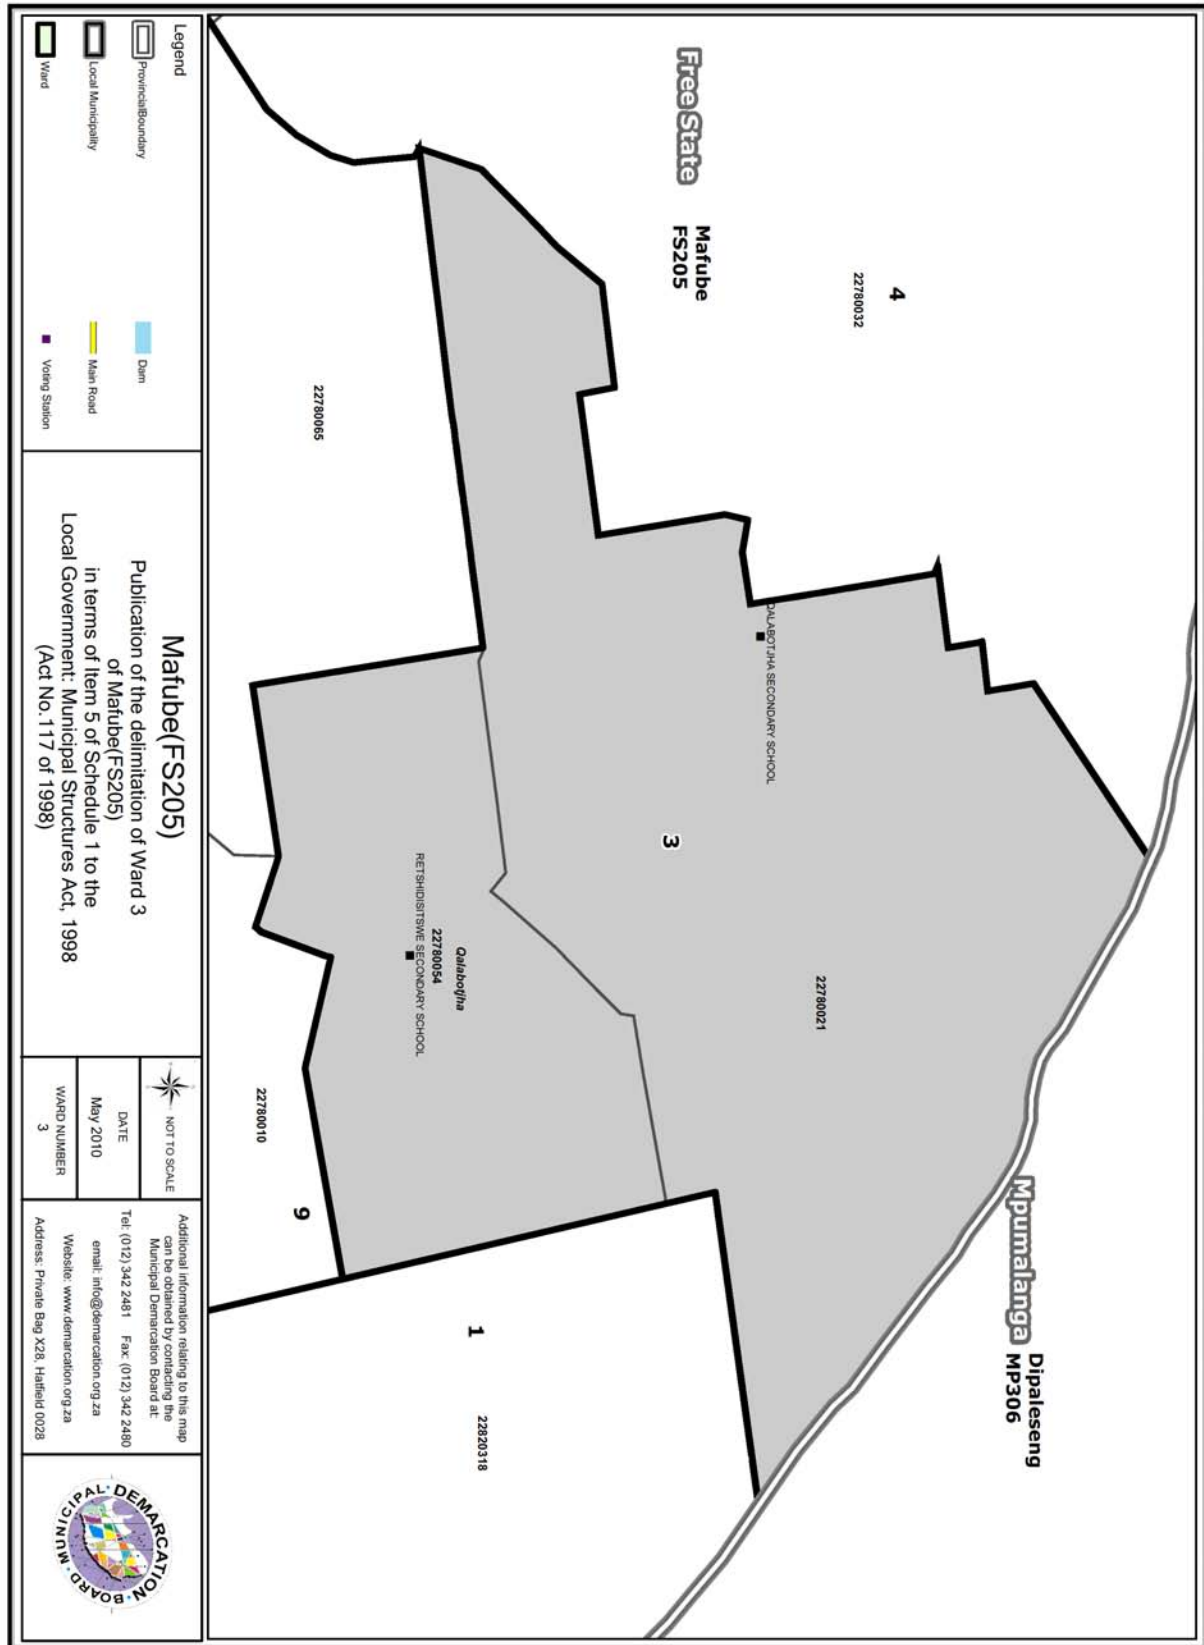 Free State
Mafube
FS205
4
22780032
QALABOTJHA SECONDARY SCHOOL
3
22780021
Mpumalanga
Dipaleseng
MP306
22780065
Qalabotjha
22780054
RETSHIDISITSWE SECONDARY SCHOOL
22780010
9
1
22820318
Legend
ProvincialBoundary
Local Municipality
Ward
Dam
Main Road
Voting Station
Mafube(FS205)
Publication of the delimitation of Ward 3
of Mafube(FS205)
in terms of Item 5 of Schedule 1 to the
Local Government: Municipal Structures Act, 1998
(Act No.117 of 1998)
NOT TO SCALE
DATE
May 2010
WARD NUMBER
3
Additional information relating to this map
can be obtained by contacting the
Municipal Demarcation Board at:
Tel: (012) 342 2481 Fax: (012) 342 2480
email: info@demarcation.org.za
Website: www.demarcation.org.za
Address: Private Bag X28, Hatfield 0028
MUNICIPAL DEMARCATION BOARD